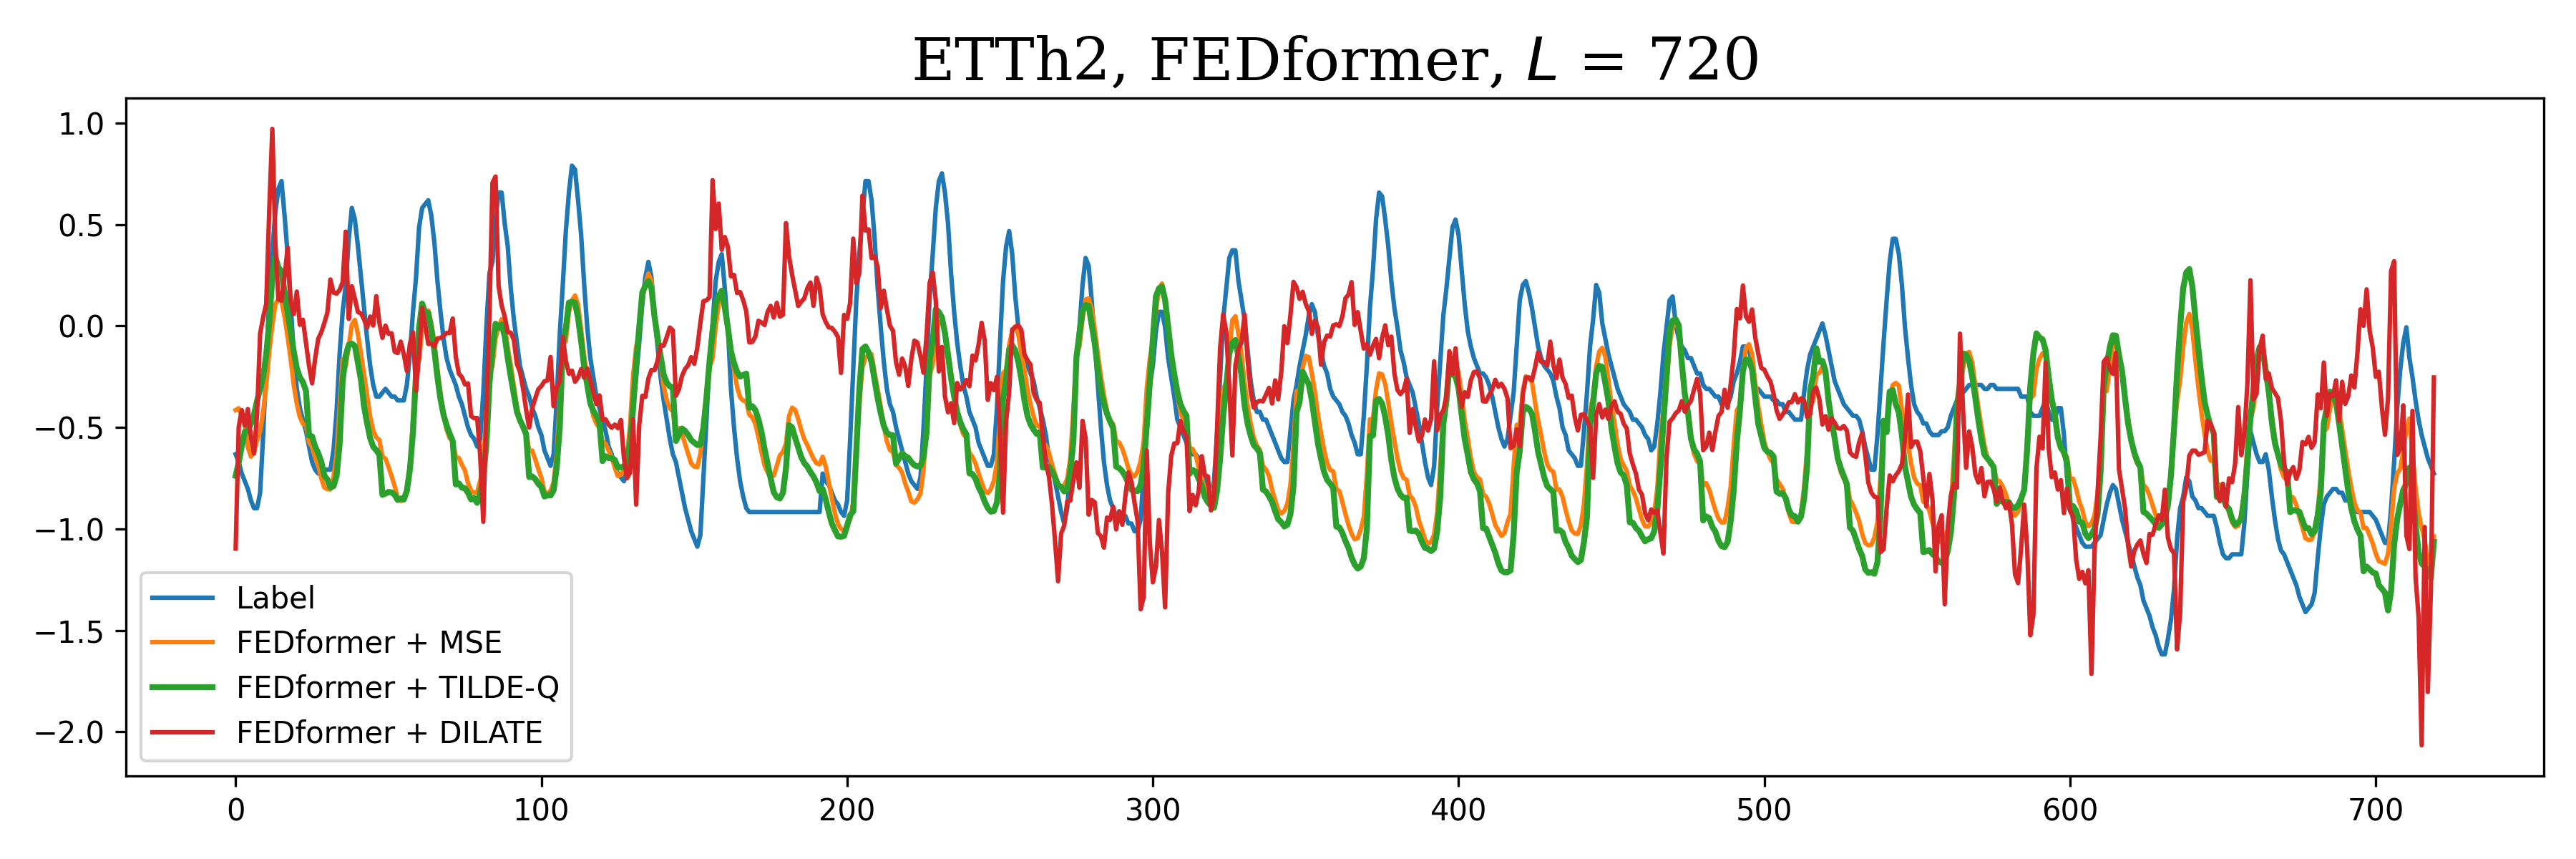 ETTh2, FEDformer, L = 720
1.0
0.5
0.0
−0.5
−1.0
−1.5
−2.0
Label
FEDformer + MSE
FEDformer + TILDE-Q
FEDformer + DILATE
0 100 200 300 400 500 600 700